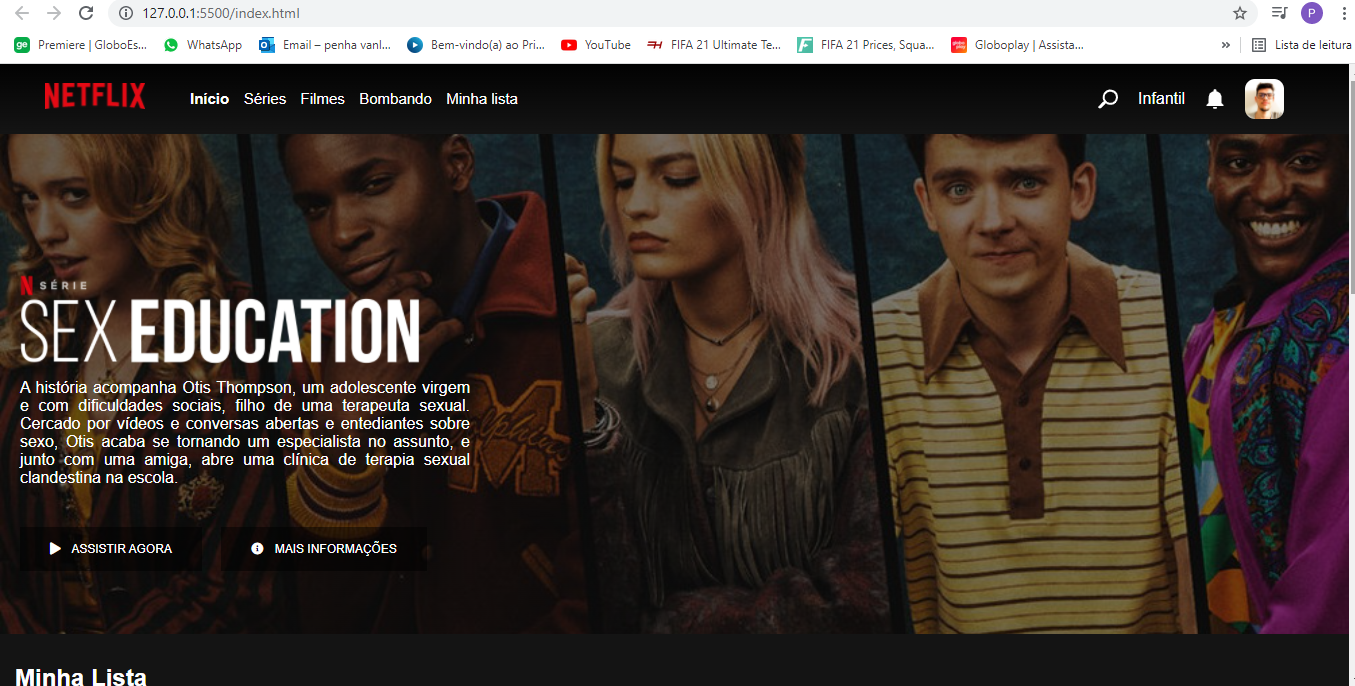 127.0.0.1:5500/index.html
P
ge Premiere | GloboEs... WhatsApp Email – penha vanl... Bem-vindo(a) ao Pri... YouTube FIFA 21 Ultimate Te... FIFA 21 Prices, Squa... Globoplay | Assista... » Lista de leitura
NETFLIX Início Séries Filmes Bombando Minha lista Infantil
N SÉRIE
SEX EDUCATION
A história acompanha Otis Thompson, um adolescente virgem
e com dificuldades sociais, filho de uma terapeuta sexual.
Cercado por vídeos e conversas abertas e entediantes sobre
sexo, Otis acaba se tornando um especialista no assunto, e
junto com uma amiga, abre uma clínica de terapia sexual
clandestina na escola.
ASSISTIR AGORA MAIS INFORMAÇÕES
Minha Lista